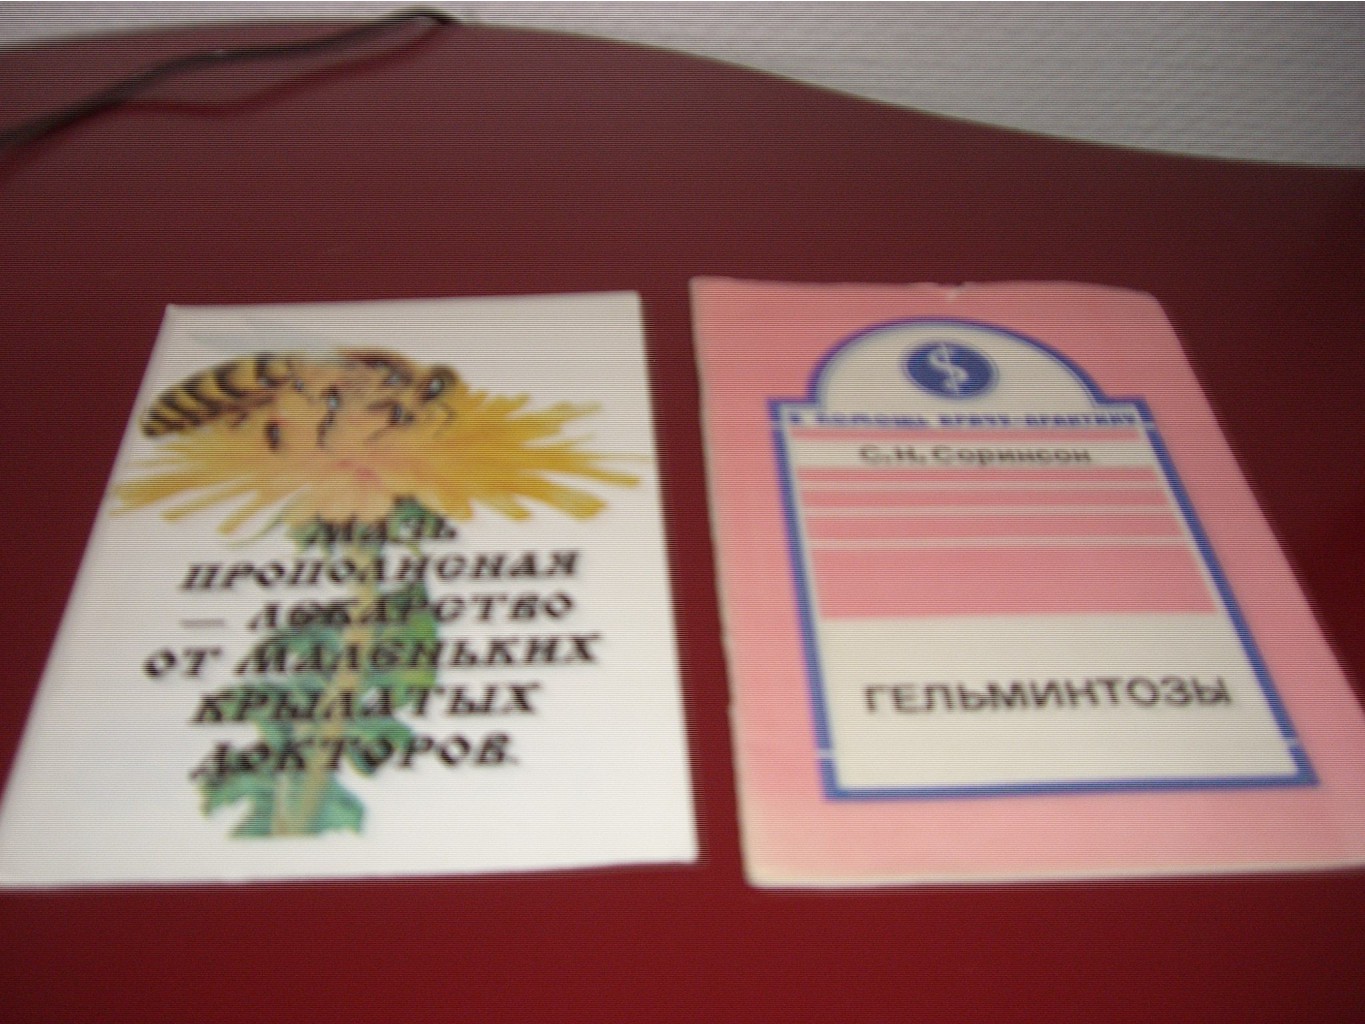 МАЗЬ
ПРОПОЛИСНАЯ
— ЛЕКАРСТВО
ОТ МАЛЕНЬКИХ
КРЫЛАТЫХ
ДОКТОРОВ.
В ПОМОЩЬ ВРАЧУ-ПРАКТИКУ
С.Н. Соринсон
ГЕЛЬМИНТОЗЫ